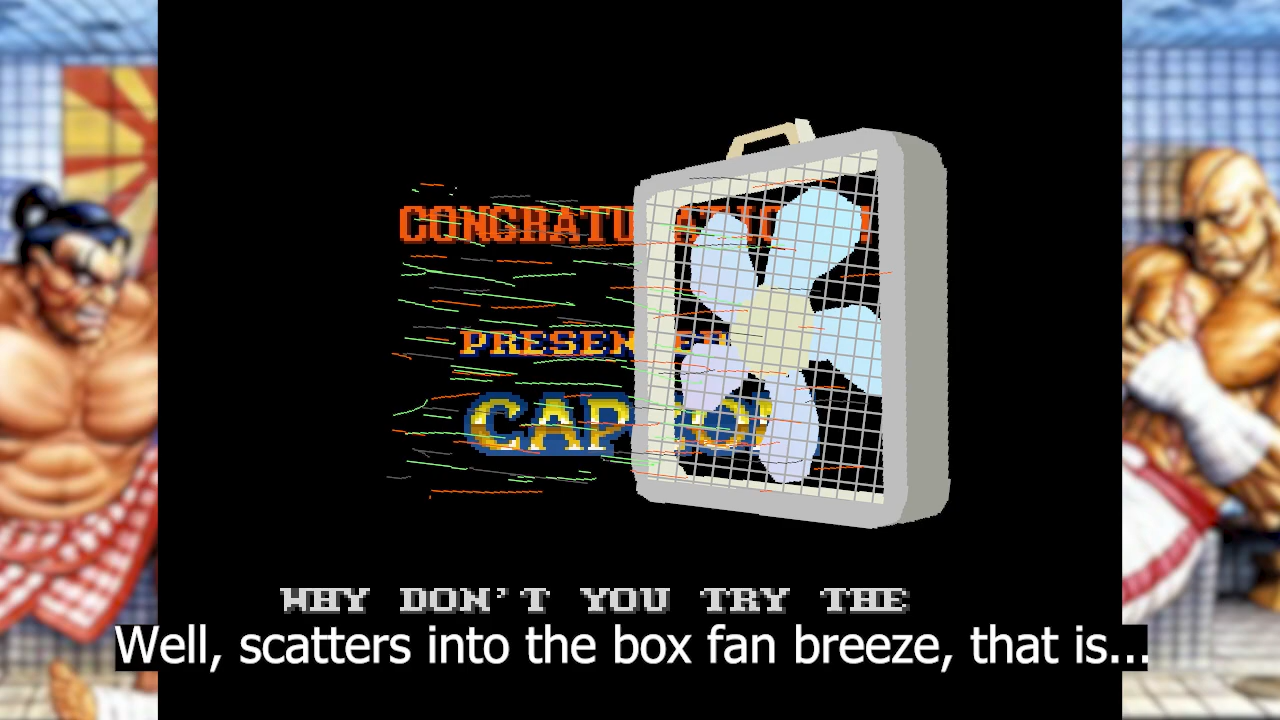 CONGRATU
PRESEN
CAP
WHY DON'T YOU TRY THE
Well, scatters into the box fan breeze, that is...